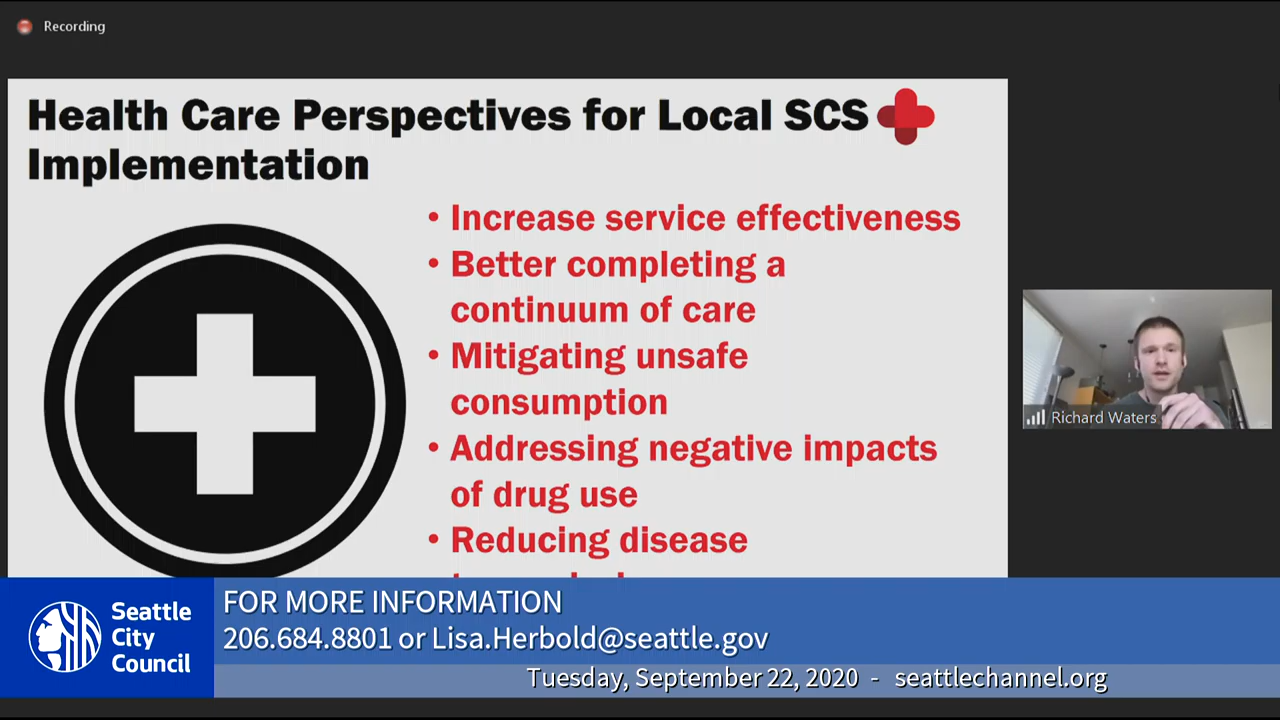 Recording
Health Care Perspectives for Local SCS
Implementation
• Increase service effectiveness
• Better completing a
continuum of care
• Mitigating unsafe
consumption
• Addressing negative impacts
of drug use
• Reducing disease
Richard Waters
Seattle
City
Council
FOR MORE INFORMATION
206.684.8801 or Lisa.Herbold@seattle.gov
Tuesday, September 22, 2020 - seattlechannel.org